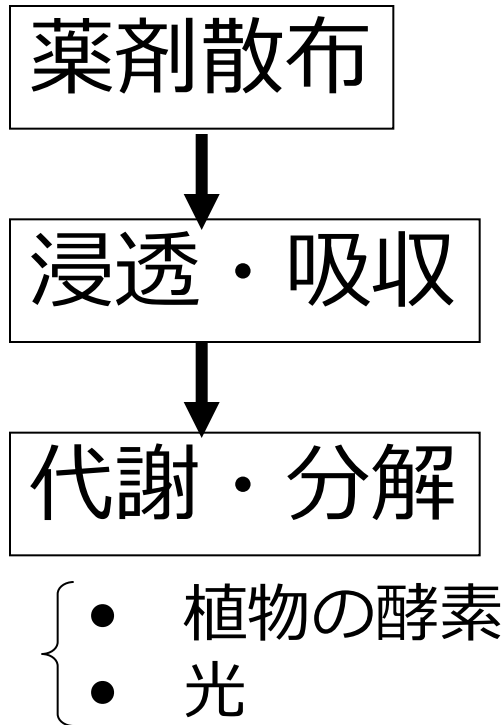 薬剤散布
浸透・吸収
代謝・分解
● 植物の酵素
● 光